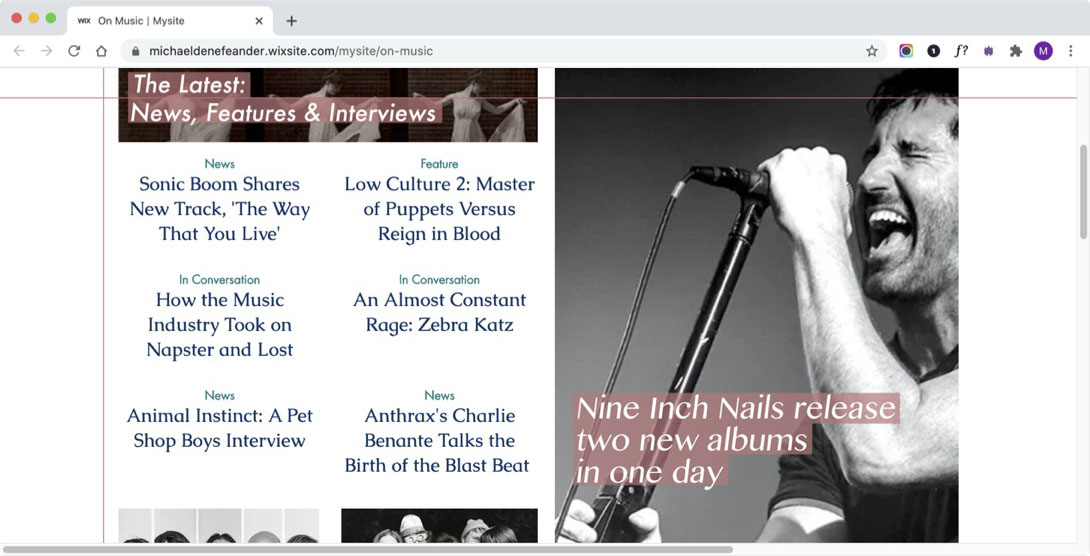 WIX On Music | Mysite
michaeldenefeander.wixsite.com/mysite/on-music
1
f?
M
The Latest:
News, Features & Interviews
News
Sonic Boom Shares
New Track, 'The Way
That You Live'
Feature
Low Culture 2: Master
of Puppets Versus
Reign in Blood
In Conversation
How the Music
Industry Took on
Napster and Lost
In Conversation
An Almost Constant
Rage: Zebra Katz
News
Animal Instinct: A Pet
Shop Boys Interview
News
Anthrax's Charlie
Benante Talks the
Birth of the Blast Beat
Nine Inch Nails release
two new albums
in one day